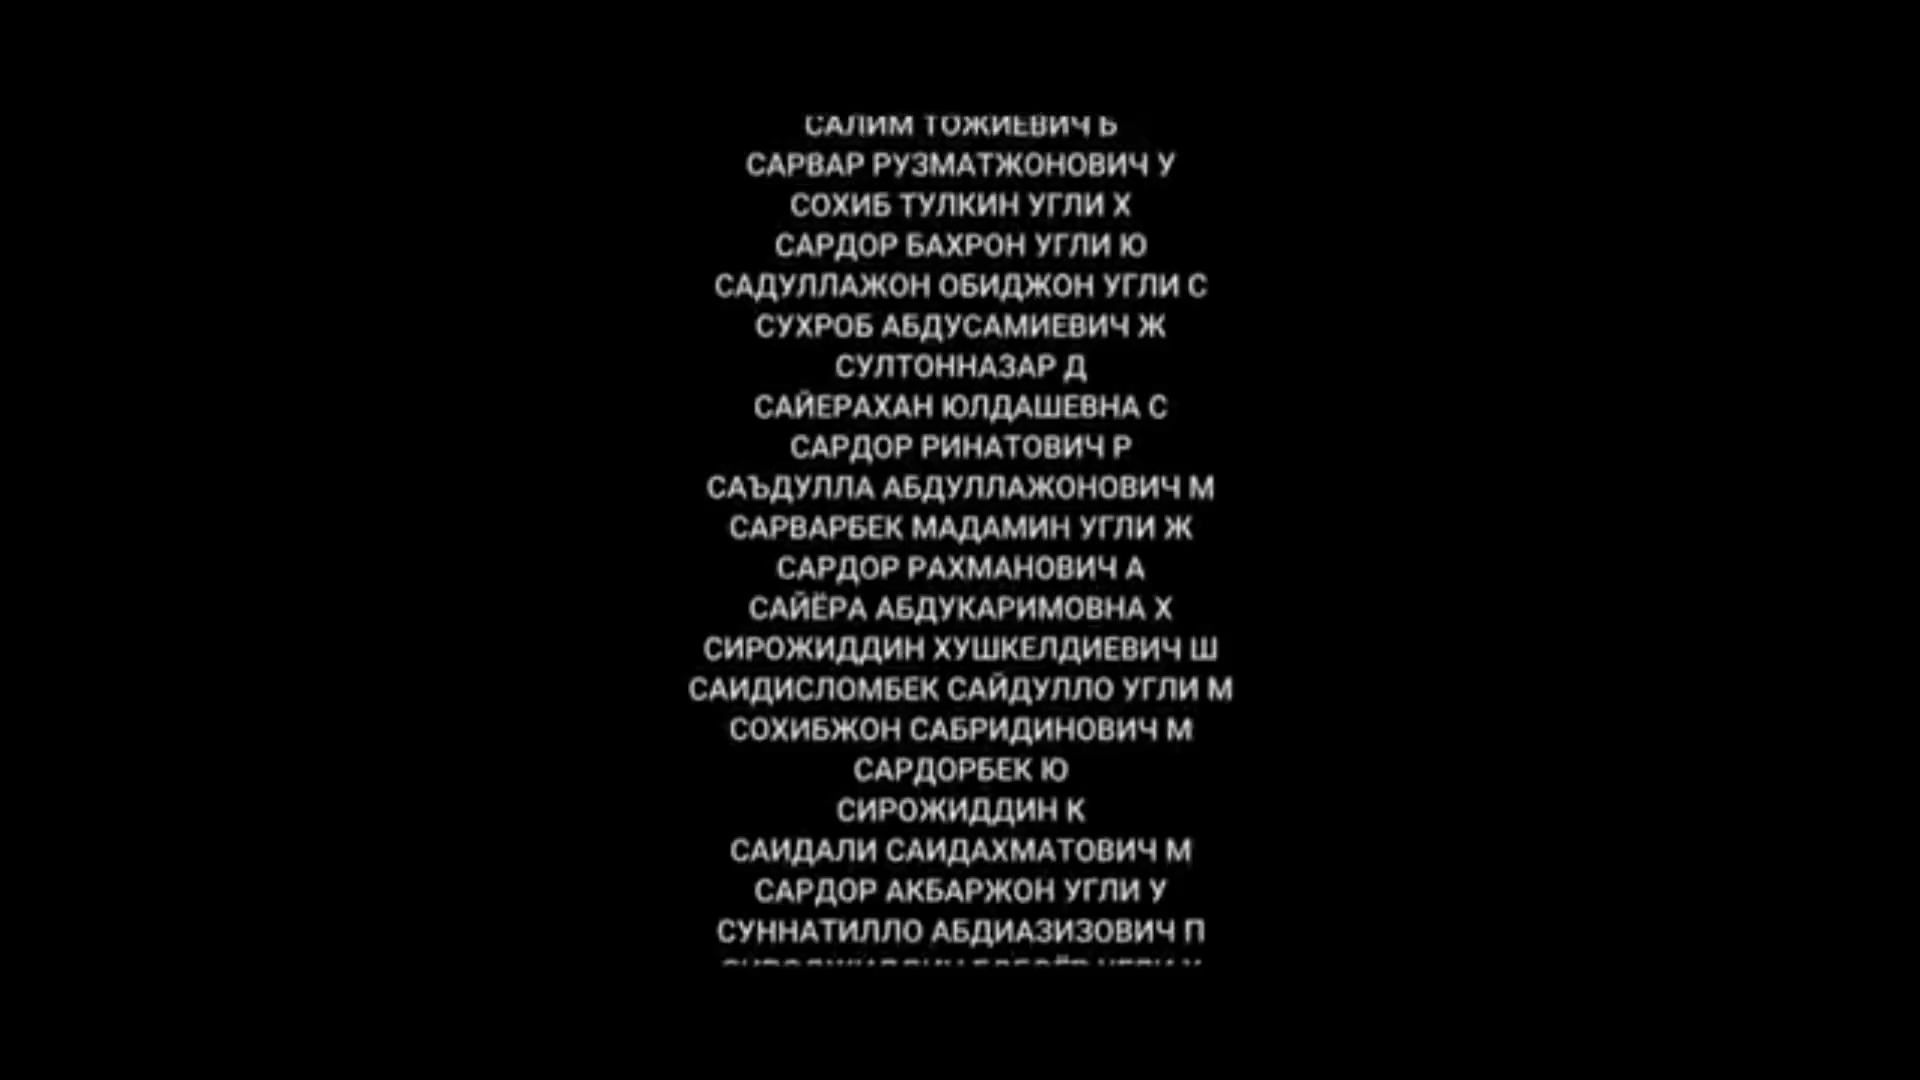 САЛИМ ТОЖИЕВИЧ Б
САРВАР РУЗМАТЖОНОВИЧ У
СОХИБ ТУЛКИН УГЛИ Х
САРДОР БАХРОН УГЛИ Ю
САДУЛЛАЖОН ОБИДЖОН УГЛИ С
СУХРОБ АБДУСАМИЕВИЧ Ж
СУЛТОННАЗАР Д
САЙЕРАХАН ЮЛДАШЕВНА С
САРДОР РИНАТОВИЧ Р
САЪДУЛЛА АБДУЛЛАЖОНОВИЧ М
САРВАРБЕК МАДАМИН УГЛИ Ж
САРДОР РАХМАНОВИЧ А
САЙЁРА АБДУКАРИМОВНА Х
СИРОЖИДДИН ХУШКЕЛДИЕВИЧ Ш
САИДИСЛОМБЕК САЙДУЛЛО УГЛИ М
СОХИБЖОН САБРИДИНОВИЧ М
САРДОРБЕК Ю
СИРОЖИДДИН К
САИДАЛИ САИДАХМАТОВИЧ М
САРДОР АКБАРЖОН УГЛИ У
СУННАТИЛЛО АБДИАЗИЗОВИЧ П